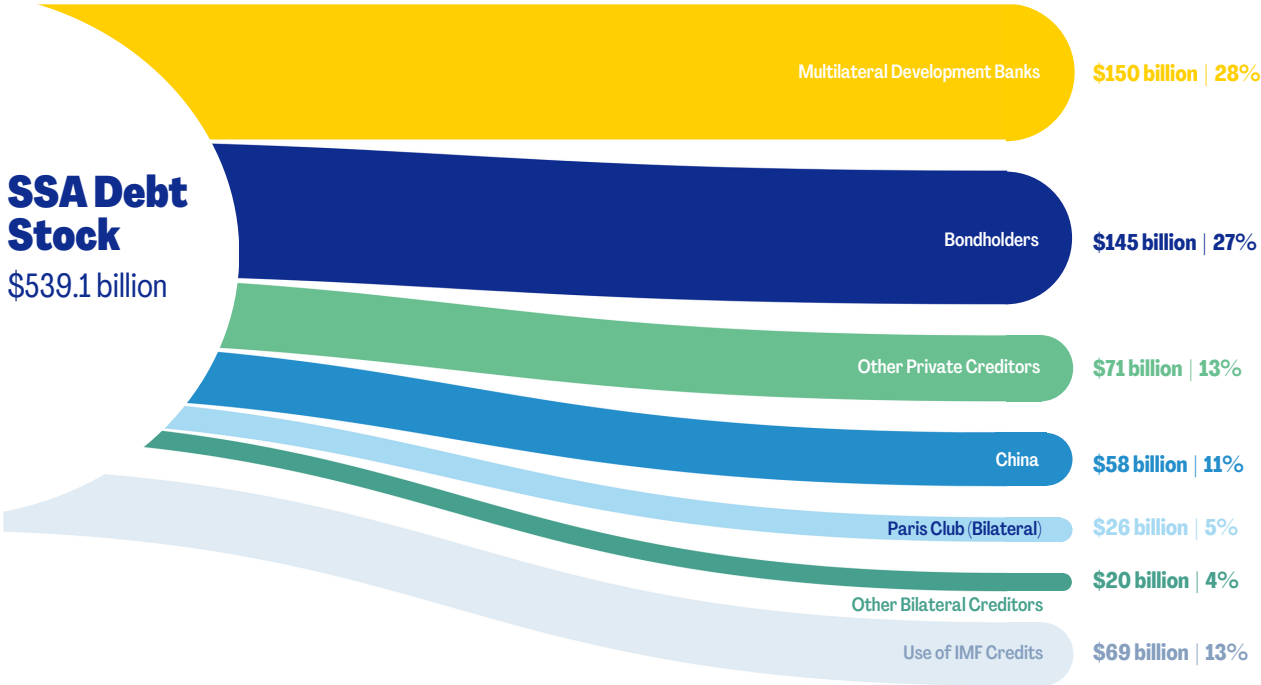 Multilateral Development Banks
$150 billion | 28%
SSA Debt
Stock
$539.1 billion
Bondholders
$145 billion | 27%
Other Private Creditors
$71 billion | 13%
China
$58 billion | 11%
Paris Club (Bilateral)
$26 billion | 5%
$20 billion | 4%
Other Bilateral Creditors
Use of IMF Credits
$69 billion | 13%